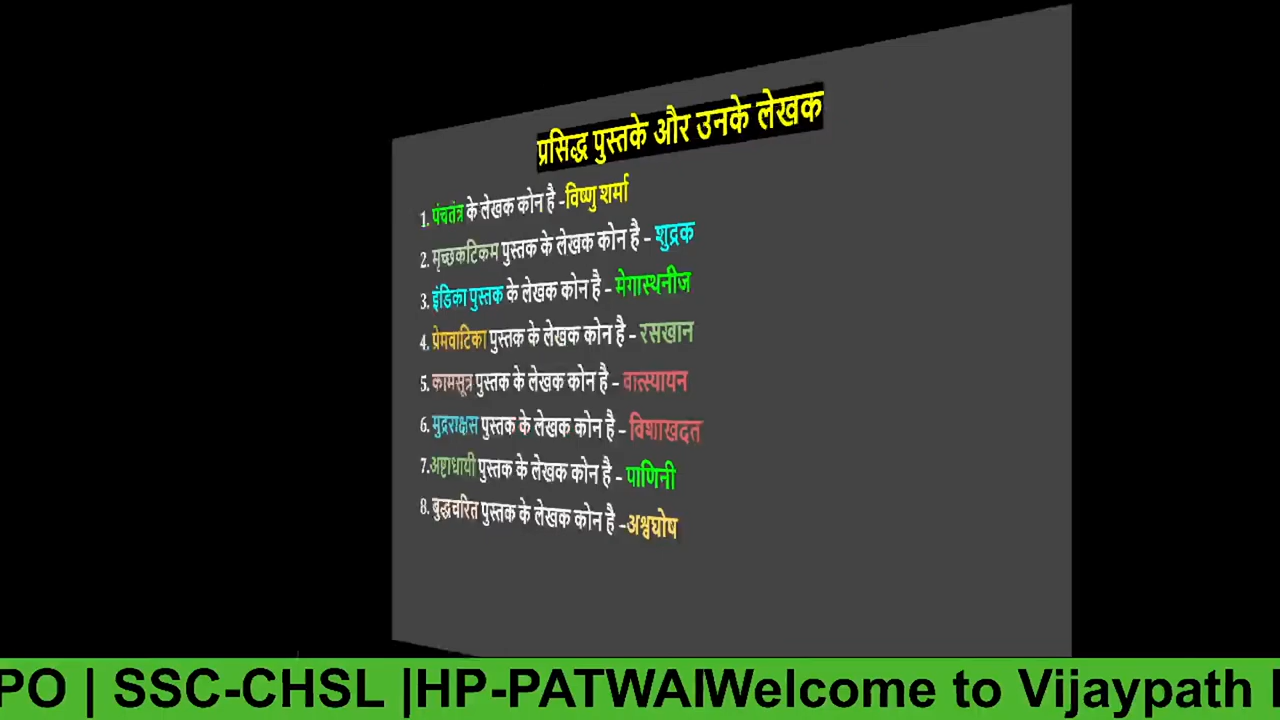 प्रसिद्ध पुस्तके और उनके लेखक
1. पंचतंत्र के लेखक कोन है -विष्णु शर्मा
2. मृच्छकटिकम पुस्तक के लेखक कोन है - शुद्रक
3. इंडिका पुस्तक के लेखक कोन है - मेगास्थनीज
4. प्रेमवाटिका पुस्तक के लेखक कोन है - रसखान
5. कामसूत्र पुस्तक के लेखक कोन है - वात्स्यायन
6. मुद्राक्षस पुस्तक के लेखक कोन है - विशाखदत
7.अष्टाधायी पुस्तक के लेखक कोन है - पाणिनी
8. बुद्धचरित पुस्तक के लेखक कोन है -अश्वघोष
PO | SSC-CHSL |HP-PATWAIWelcome to Vijaypath